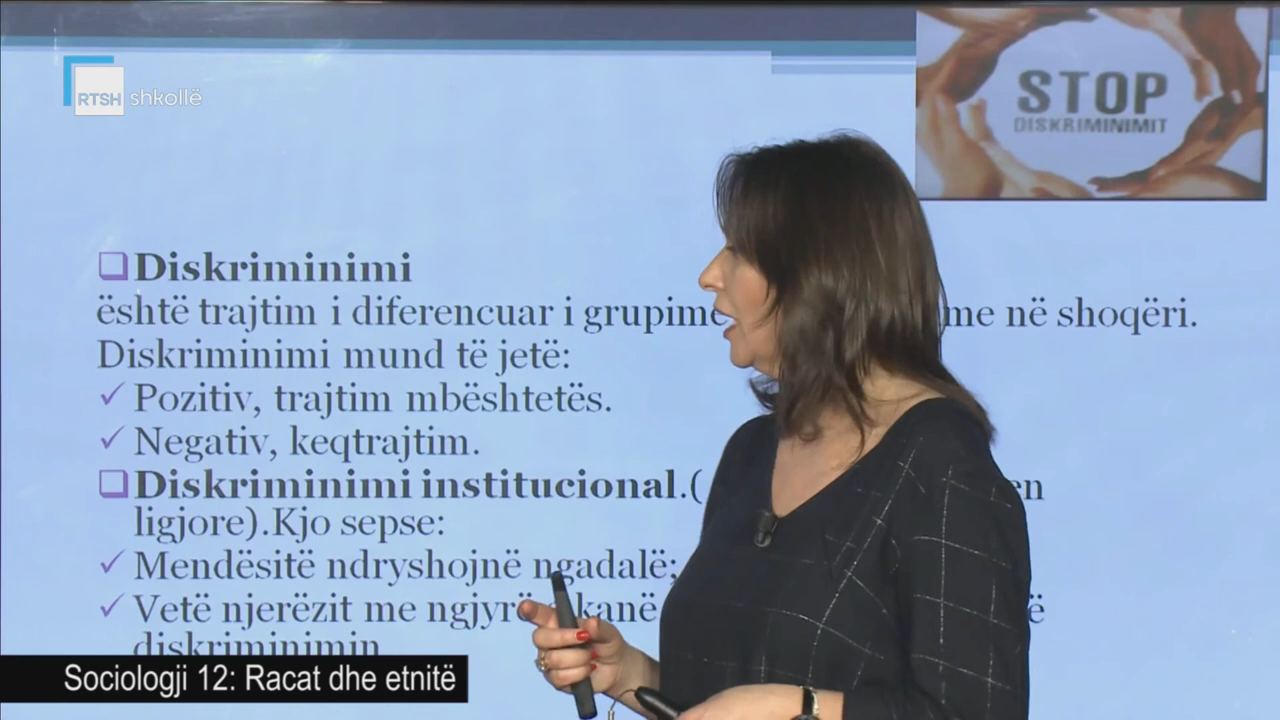 RTSH shkollë
STOP
DISKRIMINIMIT
Diskriminimi
është trajtim i diferencuar i me në shoqëri.
Diskriminimi mund të jetë:
Pozitiv, trajtim mbështetës.
Negativ, keqtrajtim.
Diskriminimi institucional.( en
ligjore).Kjo sepse:
Mendësitë ndryshojnë ngadalë;
Vetë njerëzit me kanë
diskriminimin
Sociologji 12: Racat dhe etnitë